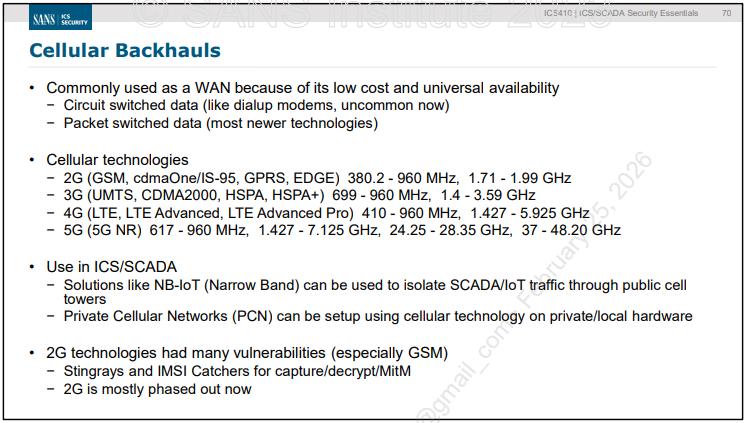 © SANS Institute 2026
SANS ICS SECURITY
ICS410 | ICS/SCADA Security Essentials 70
Cellular Backhauls
• Commonly used as a WAN because of its low cost and universal availability
− Circuit switched data (like dialup modems, uncommon now)
− Packet switched data (most newer technologies)
• Cellular technologies
− 2G (GSM, cdmaOne/IS-95, GPRS, EDGE) 380.2 - 960 MHz, 1.71 - 1.99 GHz
− 3G (UMTS, CDMA2000, HSPA, HSPA+) 699 - 960 MHz, 1.4 - 3.59 GHz
− 4G (LTE, LTE Advanced, LTE Advanced Pro) 410 - 960 MHz, 1.427 - 5.925 GHz
− 5G (5G NR) 617 - 960 MHz, 1.427 - 7.125 GHz, 24.25 - 28.35 GHz, 37 - 48.20 GHz
• Use in ICS/SCADA
− Solutions like NB-IoT (Narrow Band) can be used to isolate SCADA/IoT traffic through public cell
towers
− Private Cellular Networks (PCN) can be setup using cellular technology on private/local hardware
• 2G technologies had many vulnerabilities (especially GSM)
− Stingrays and IMSI Catchers for capture/decrypt/MitM
− 2G is mostly phased out now
@gmail_com February 25, 2026